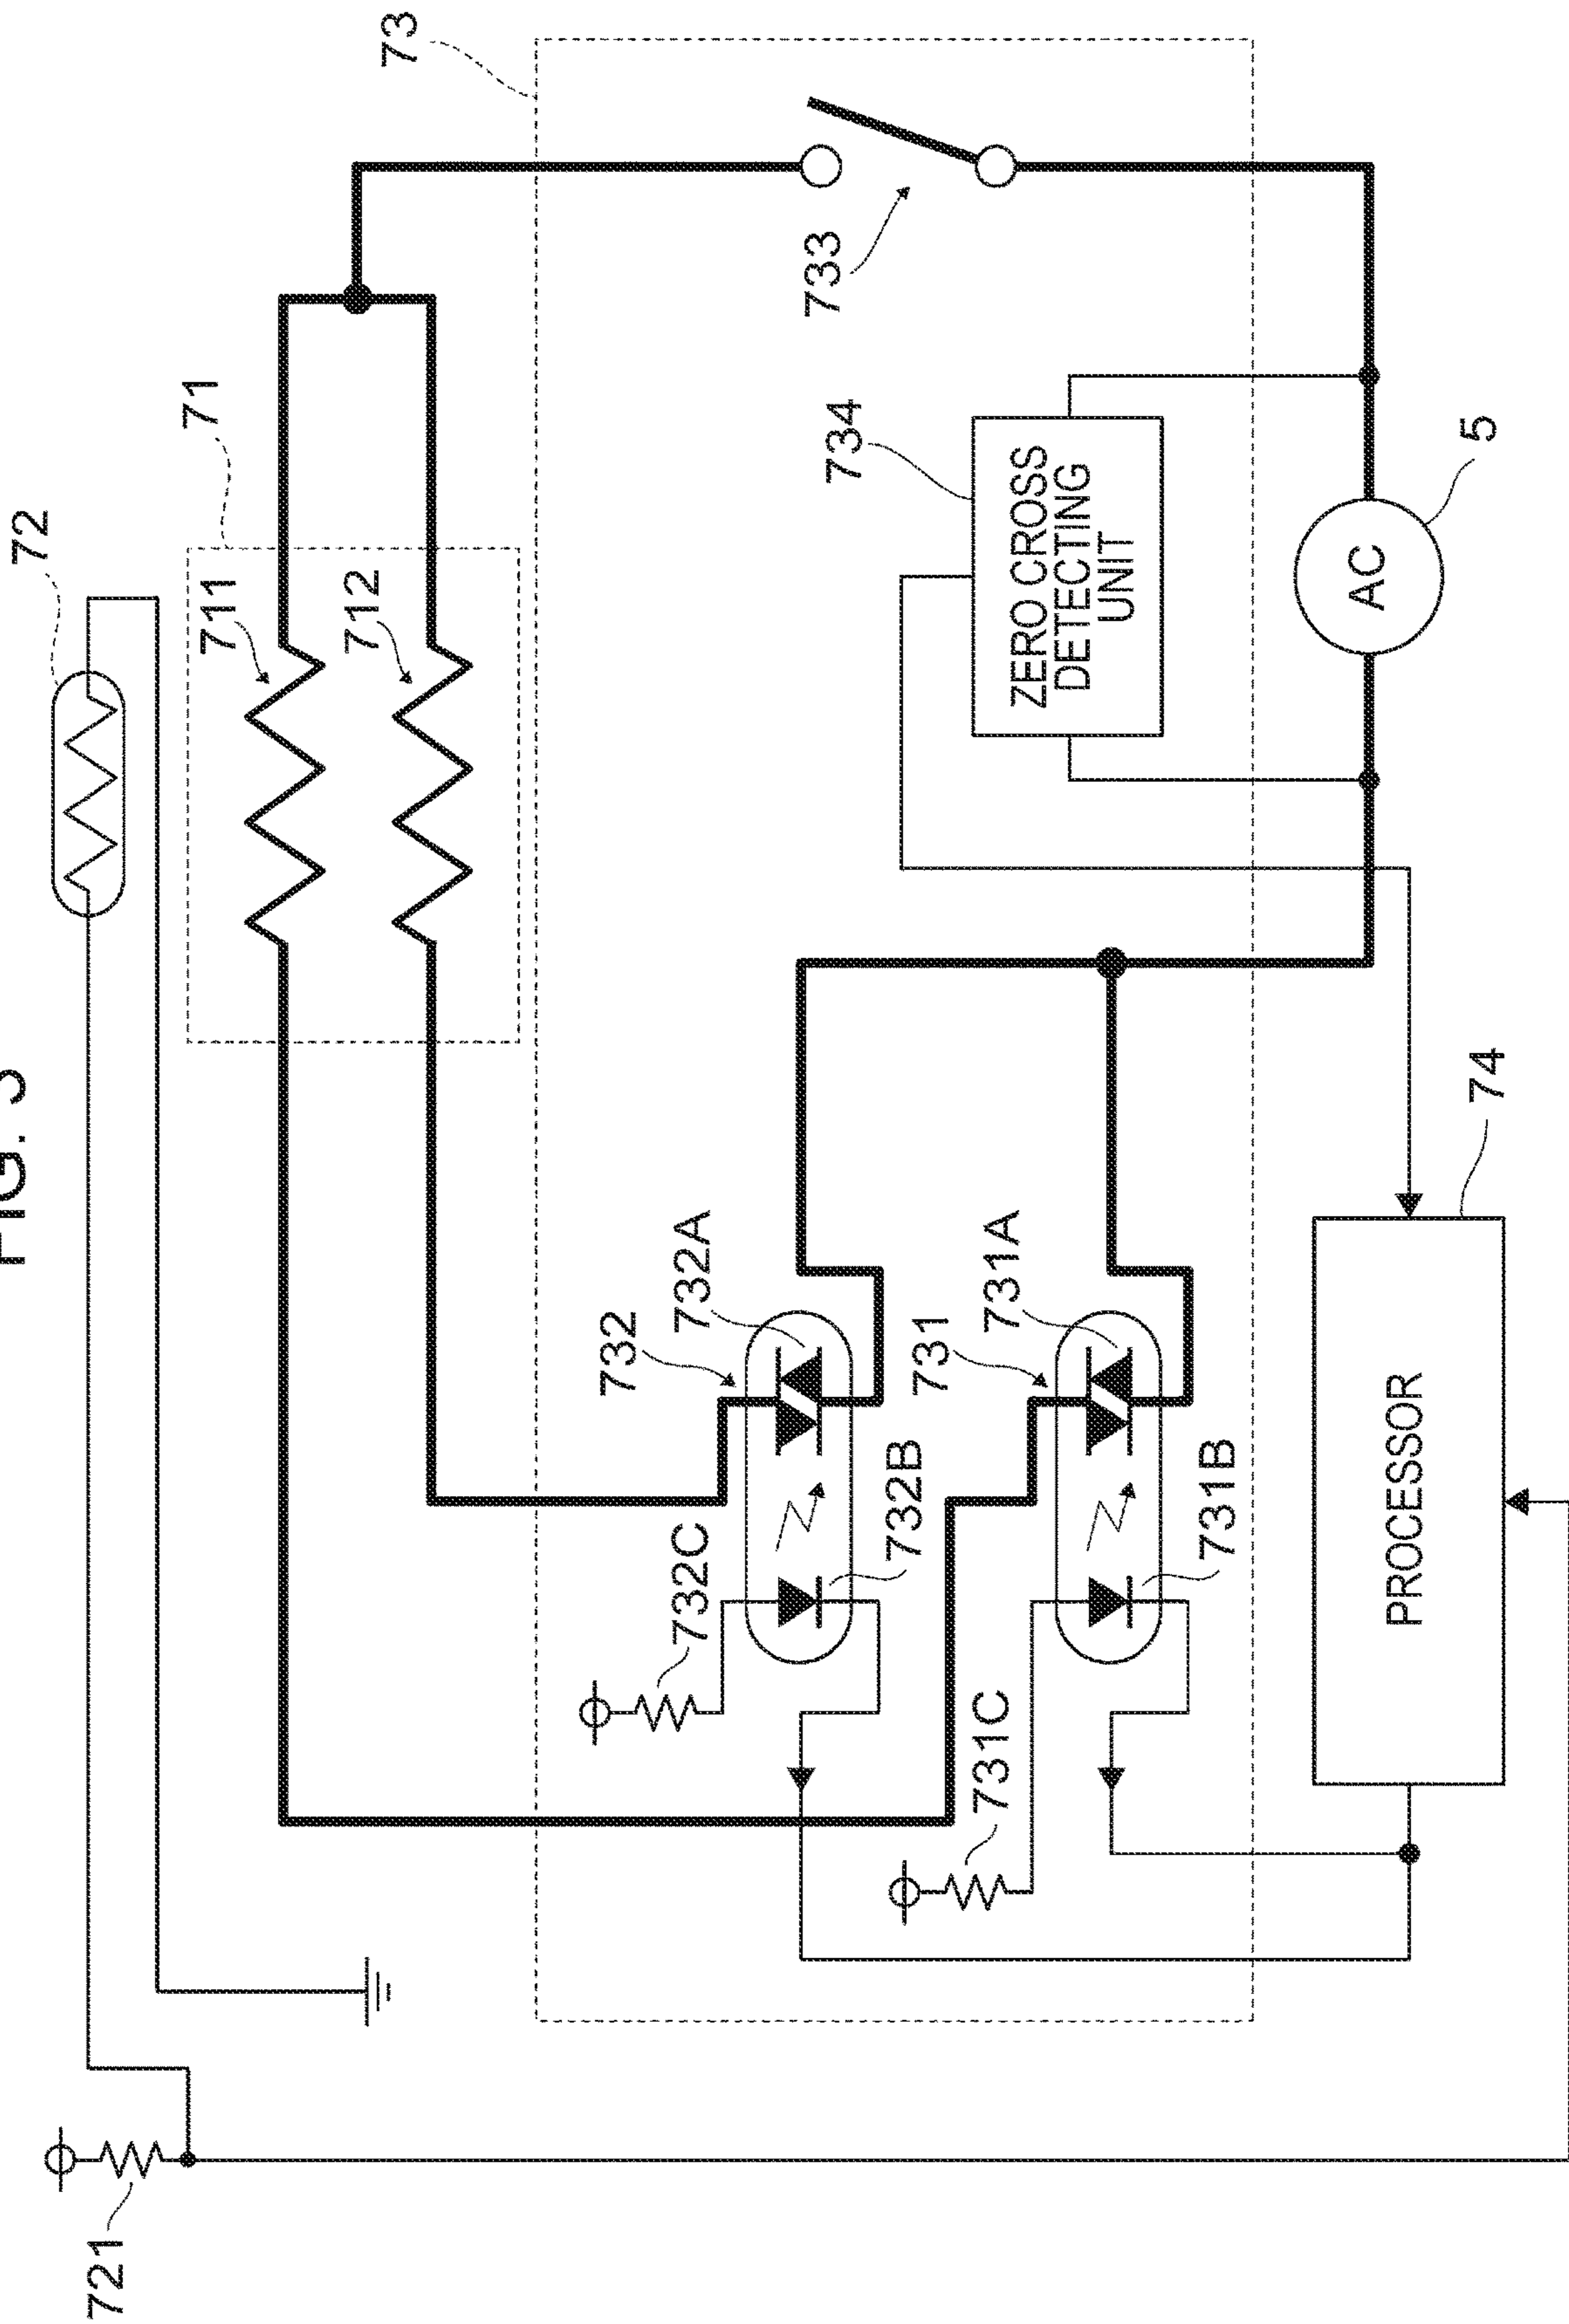 FIG.
72
721
71
711
712
73
732
732C
732A
733
734
732B
731
731C
731A
ZERO CROSS
DETECTING
UNIT
731B
AC
PROCESSOR
5
74